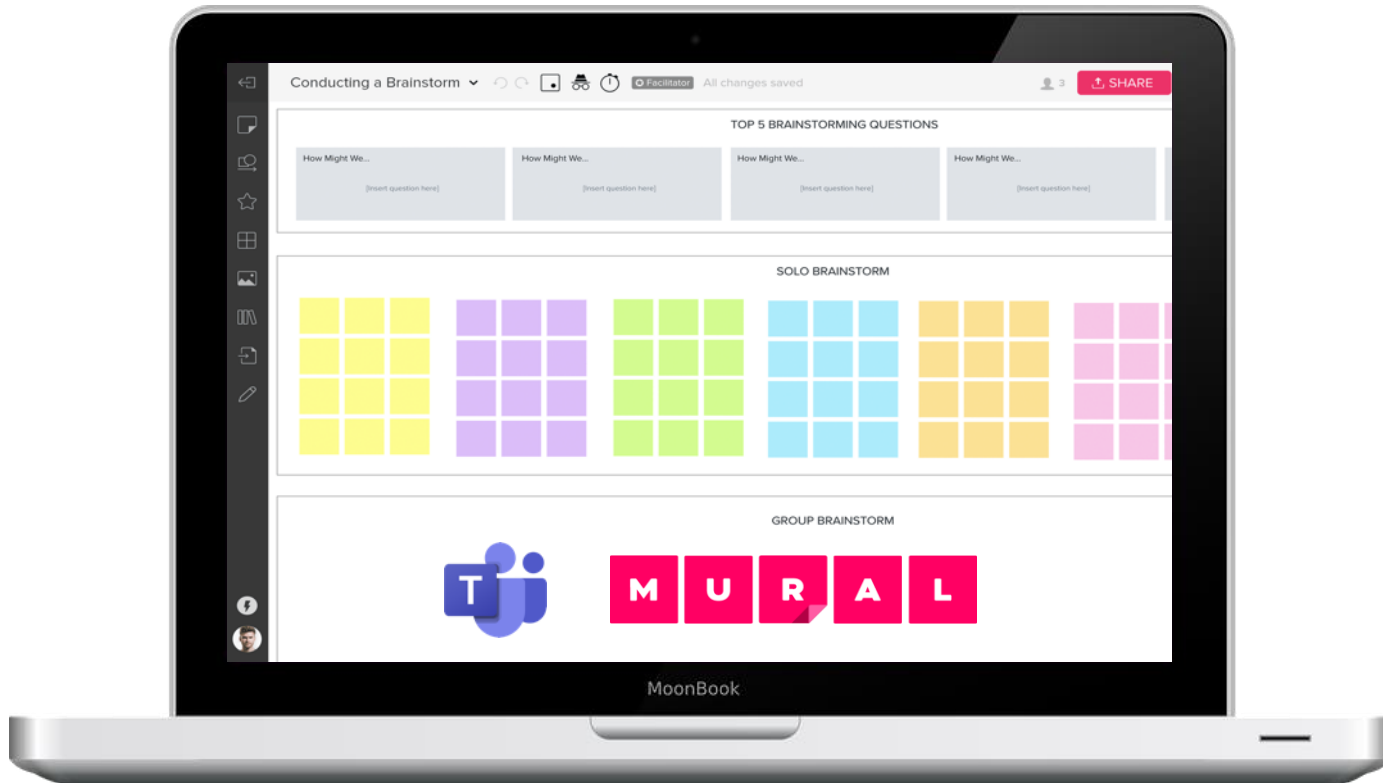 Conducting a Brainstorm
Facilitator
All changes saved
3
SHARE
TOP 5 BRAINSTORMING QUESTIONS
How Might We... How Might We... How Might We... How Might We...
[Insert question here] [Insert question here] [Insert question here] [Insert question here]
SOLO BRAINSTORM
GROUP BRAINSTORM
T
MURAL
MoonBook